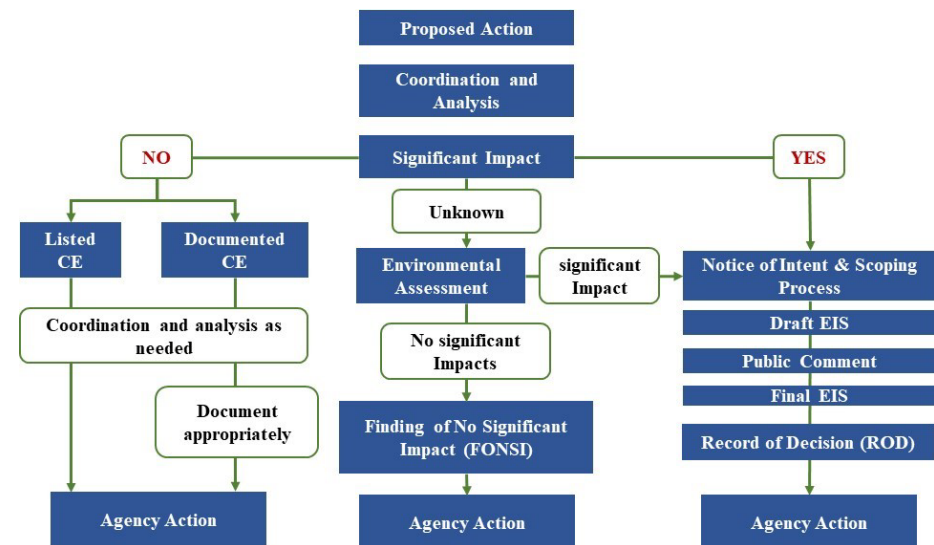 Proposed Action
Coordination and
Analysis
NO
Significant Impact
YES
Unknown
Listed
CE
Documented
CE
Environmental
Assessment
significant
Impact
Notice of Intent & Scoping
Process
Coordination and analysis as
needed
No significant
Impacts
Draft EIS
Public Comment
Final EIS
Document
appropriately
Finding of No Significant
Impact (FONSI)
Record of Decision (ROD)
Agency Action
Agency Action
Agency Action